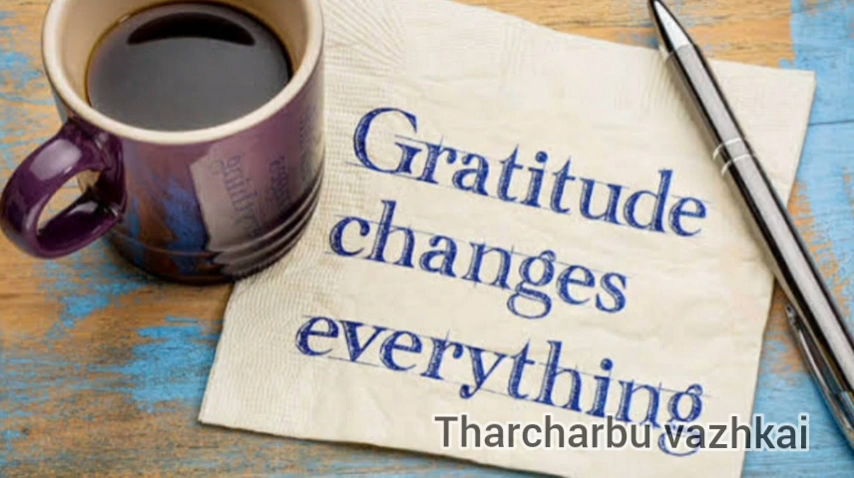 Gratitude
changes
everything
Tharcharbu vazhkai